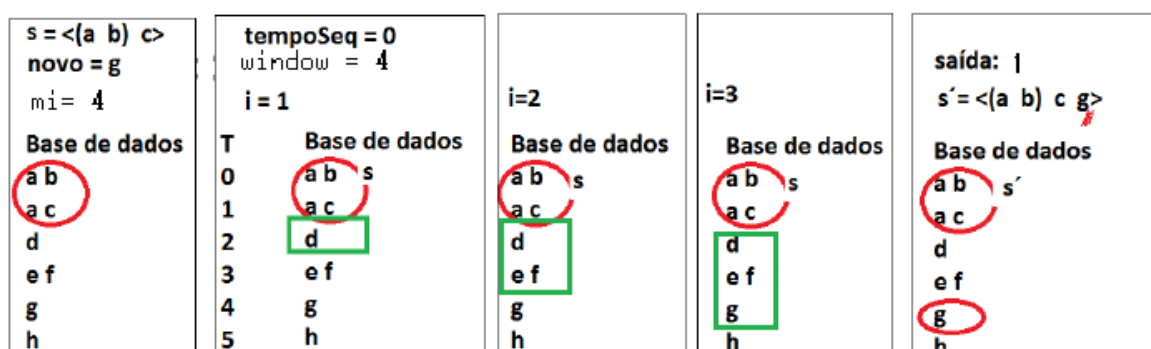 s = <(a b) c>
novo = g
mi= 4
Base de dados
a b
a c
d
e f
g
h
tempoSeq = 0
window = 4
i = 1
T Base de dados
0 a b s
1 a c
2 d
3 e f
4 g
5 h
i=2
Base de dados
a b s
a c
d
e f
g
h
i=3
Base de dados
a b s
a c
d
e f
g
h
saída: 1
s´= <(a b) c g>
Base de dados
a b s´
a c
d
e f
g
h